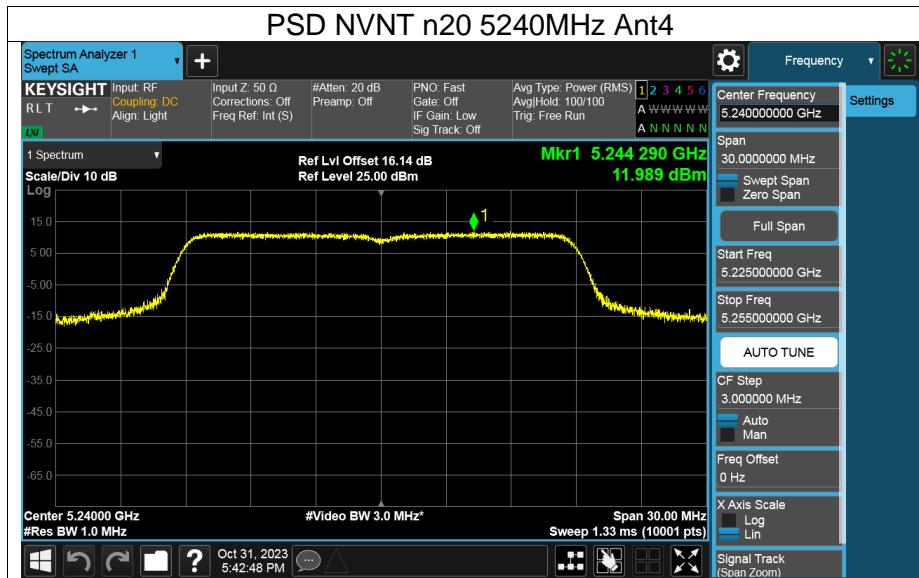 PSD NVNT n20 5240MHz Ant4
Spectrum Analyzer 1
Swept SA
+
Frequency
KEYSIGHT
RLT
LXI
Input: RF
Coupling: DC
Align: Light
Input Z: 50 Ω
Corrections: Off
Freq Ref: Int (S)
#Atten: 20 dB
Preamp: Off
PNO: Fast
Gate: Off
IF Gain: Low
Sig Track: Off
Avg Type: Power (RMS)
Avg|Hold: 100/100
Trig: Free Run
1 2 3 4 5 6
A W W W W W
A N N N N N
1 Spectrum
Scale/Div 10 dB
Ref Lvl Offset 16.14 dB
Ref Level 25.00 dBm
Mkr1 5.244 290 GHz
11.989 dBm
Log
1
15.0
5.00
-5.00
-15.0
-25.0
-35.0
-45.0
-55.0
-65.0
Center 5.24000 GHz
#Res BW 1.0 MHz
#Video BW 3.0 MHz*
Span 30.00 MHz
Sweep 1.33 ms (10001 pts)
Center Frequency
5.240000000 GHz
Settings
Span
30.0000000 MHz
Swept Span
Zero Span
Full Span
Start Freq
5.225000000 GHz
Stop Freq
5.255000000 GHz
AUTO TUNE
CF Step
3.000000 MHz
Auto
Man
Freq Offset
0 Hz
X Axis Scale
Log
Lin
Signal Track
(Span Zoom)
?
Oct 31, 2023
5:42:48 PM